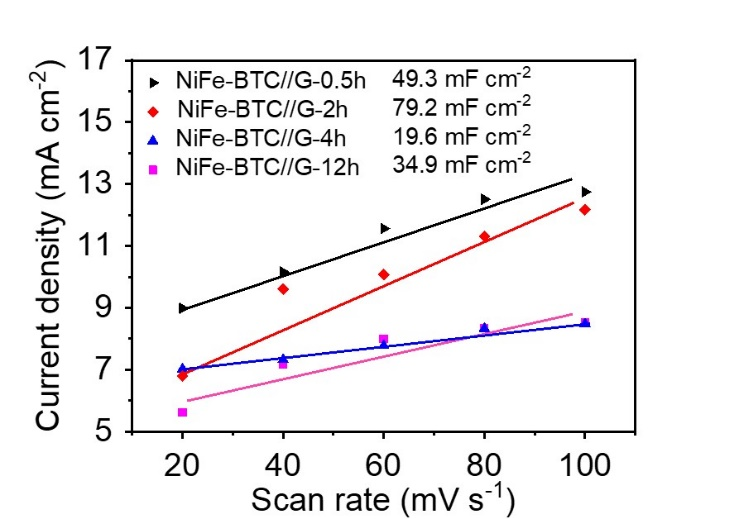 17
15
13
11
9
7
5
Current density (mA cm⁻²)
NiFe-BTC//G-0.5h 49.3 mF cm⁻²
NiFe-BTC//G-2h 79.2 mF cm⁻²
NiFe-BTC//G-4h 19.6 mF cm⁻²
NiFe-BTC//G-12h 34.9 mF cm⁻²
20 40 60 80 100
Scan rate (mV s⁻¹)